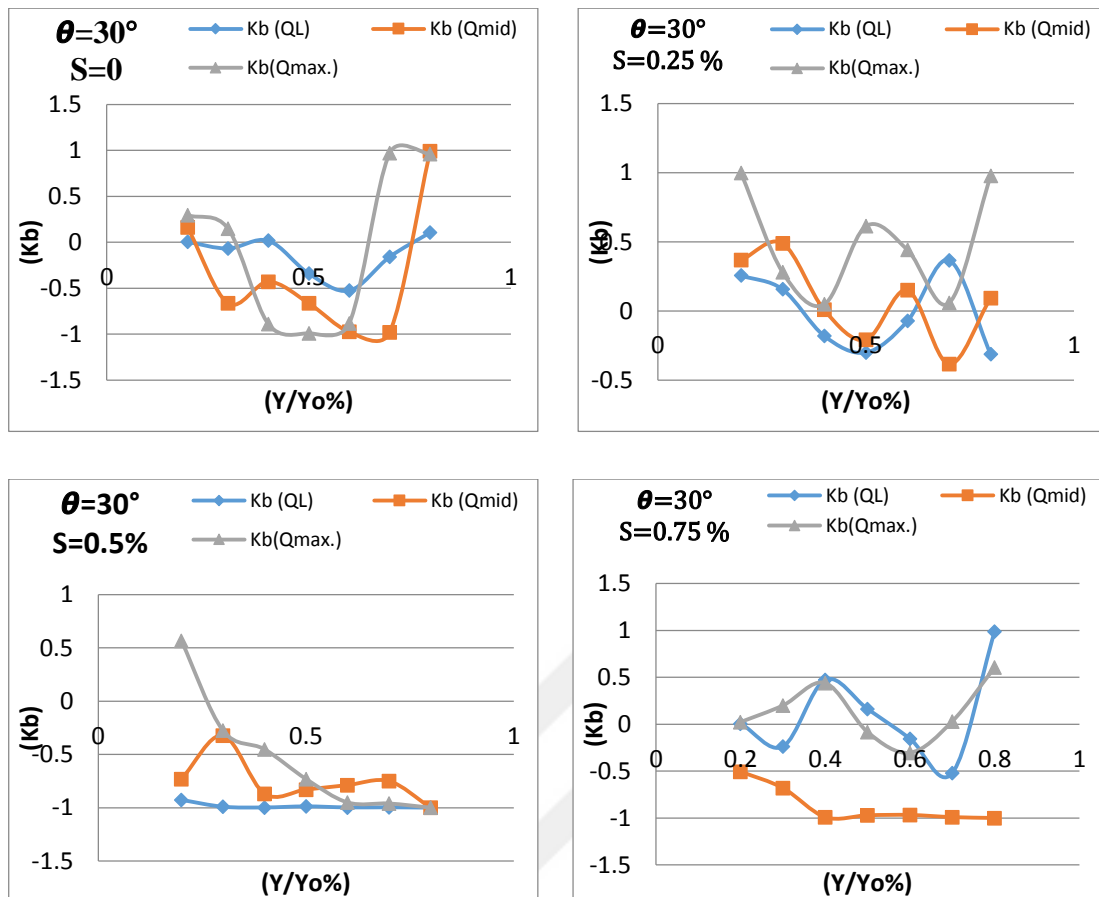 θ=30°
S=0
Kb (QL)
Kb (Qmid)
Kb(Qmax.)
1.5
1
0.5
0
-0.5
-1
-1.5
0
0.5
1
(Kb)
(Y/Yo%)
θ=30°
S=0.25 %
Kb (QL)
Kb (Qmid)
Kb(Qmax.)
1.5
1
0.5
0
-0.5
0
0.5
1
(Kb)
(Y/Yo%)
θ=30°
S=0.5%
Kb (QL)
Kb (Qmid)
Kb(Qmax.)
1
0.5
0
-0.5
-1
-1.5
0
0.5
1
(Kb)
(Y/Yo%)
θ=30°
S=0.75 %
Kb (QL)
Kb (Qmid)
Kb(Qmax.)
1.5
1
0.5
0
-0.5
-1
-1.5
0
0.2
0.4
0.6
0.8
1
(Kb)
(Y/Yo%)